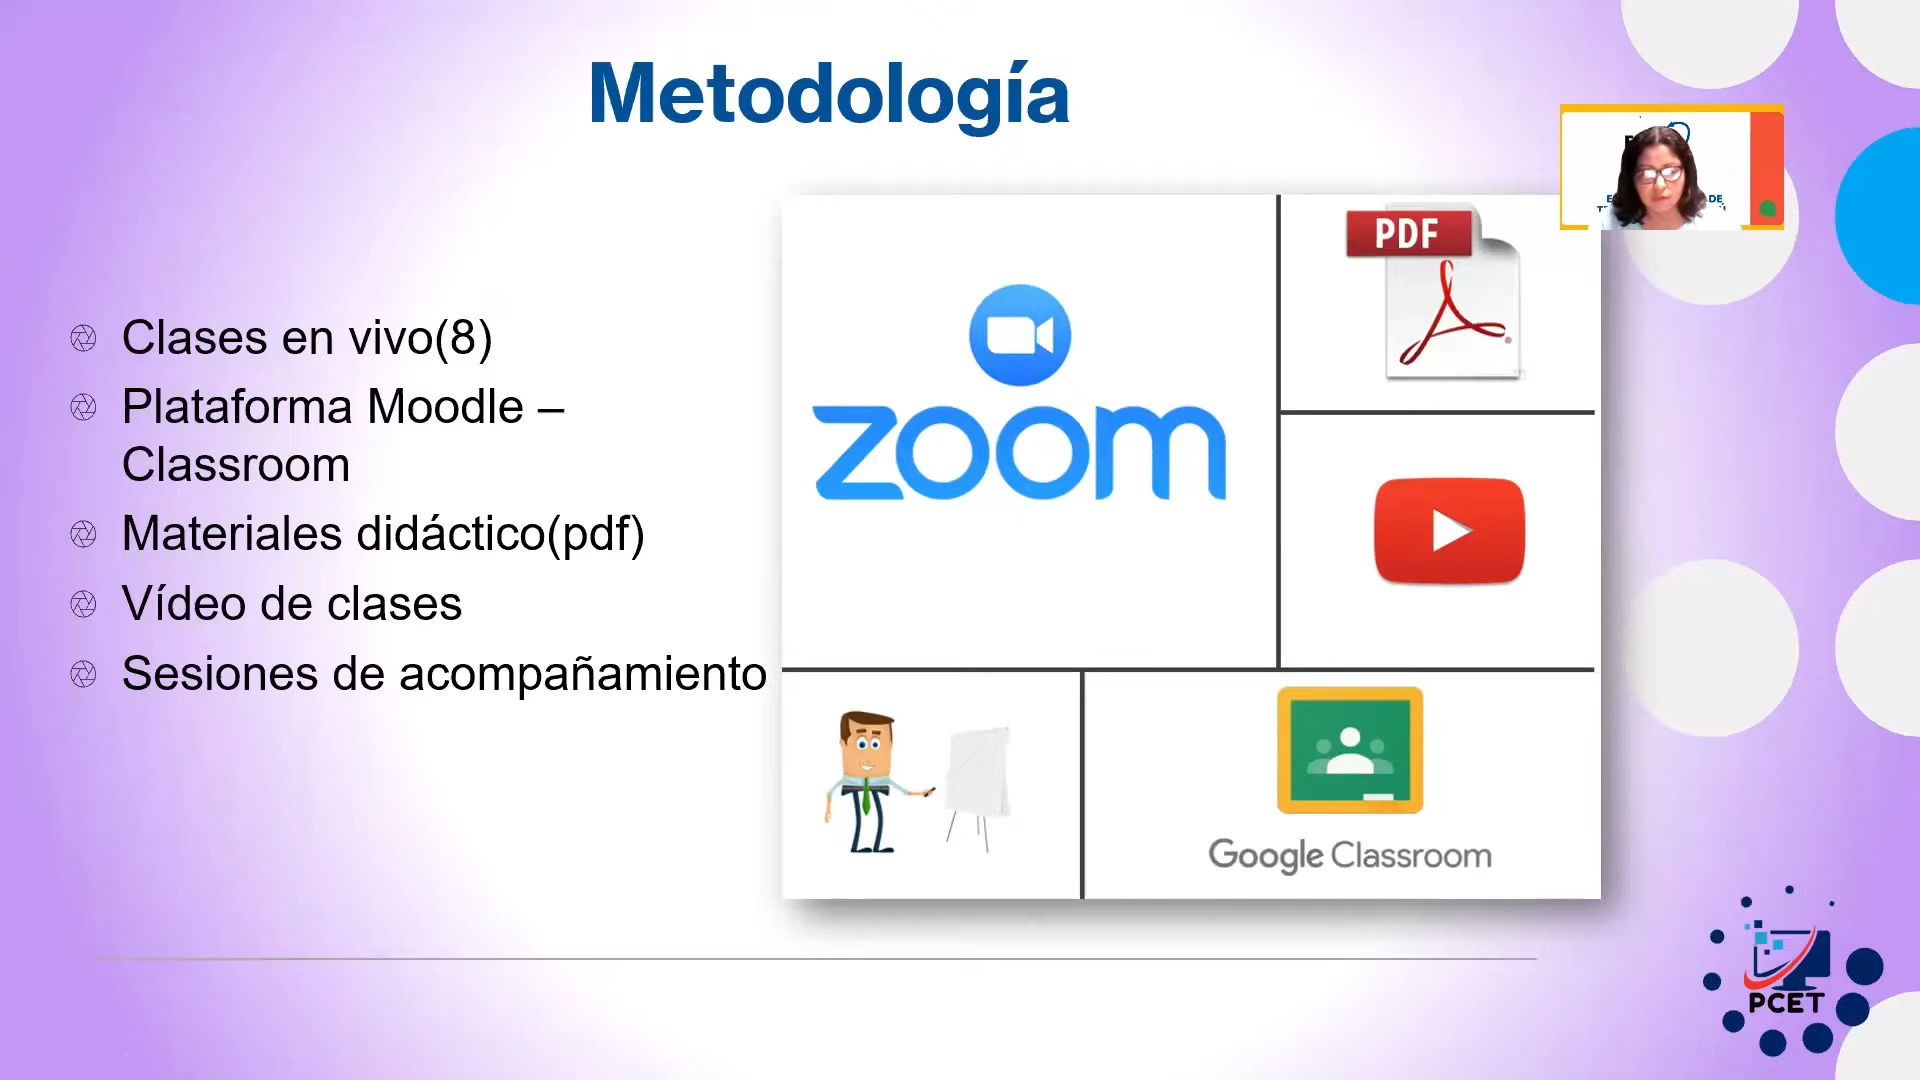 Metodología
Clases en vivo(8)
Plataforma Moodle –
Classroom
Materiales didáctico(pdf)
Vídeo de clases
Sesiones de acompañamiento
zoom
PDF
Google Classroom
DE
PCET